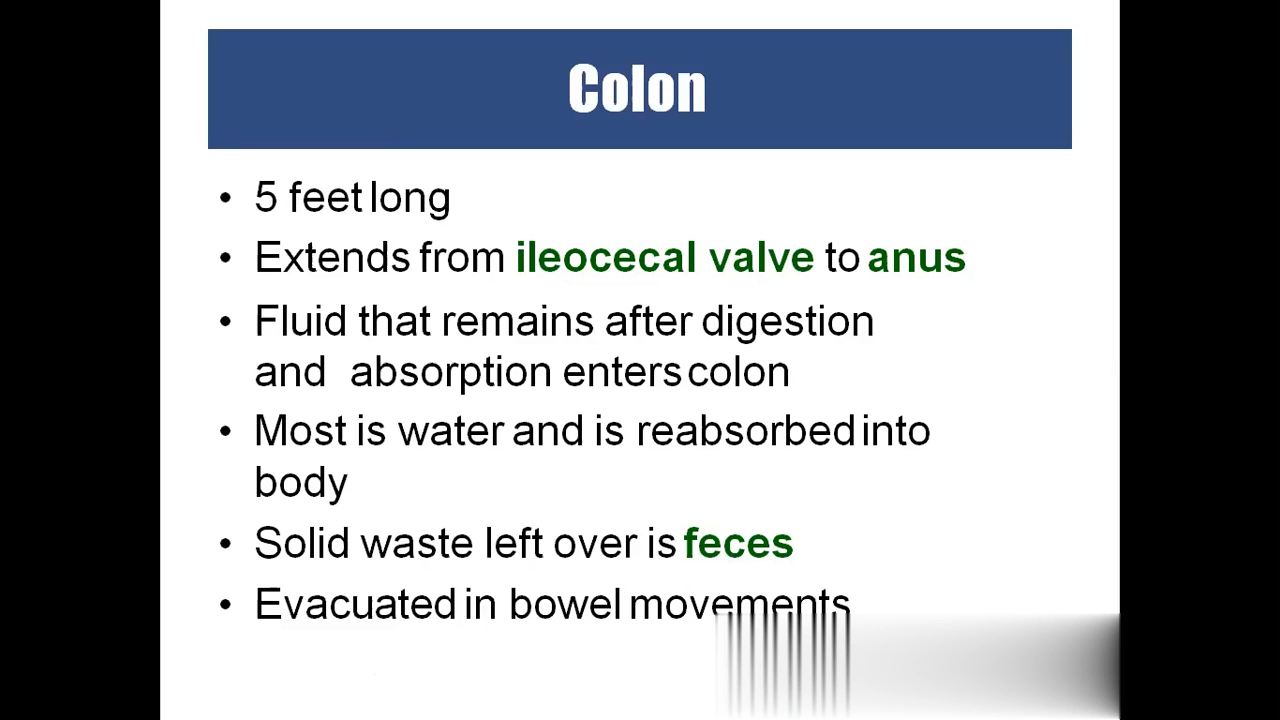 Colon
• 5 feet long
• Extends from ileocecal valve to anus
• Fluid that remains after digestion
and absorption enters colon
• Most is water and is reabsorbed into
body
• Solid waste left over is feces
• Evacuated in bowel movements